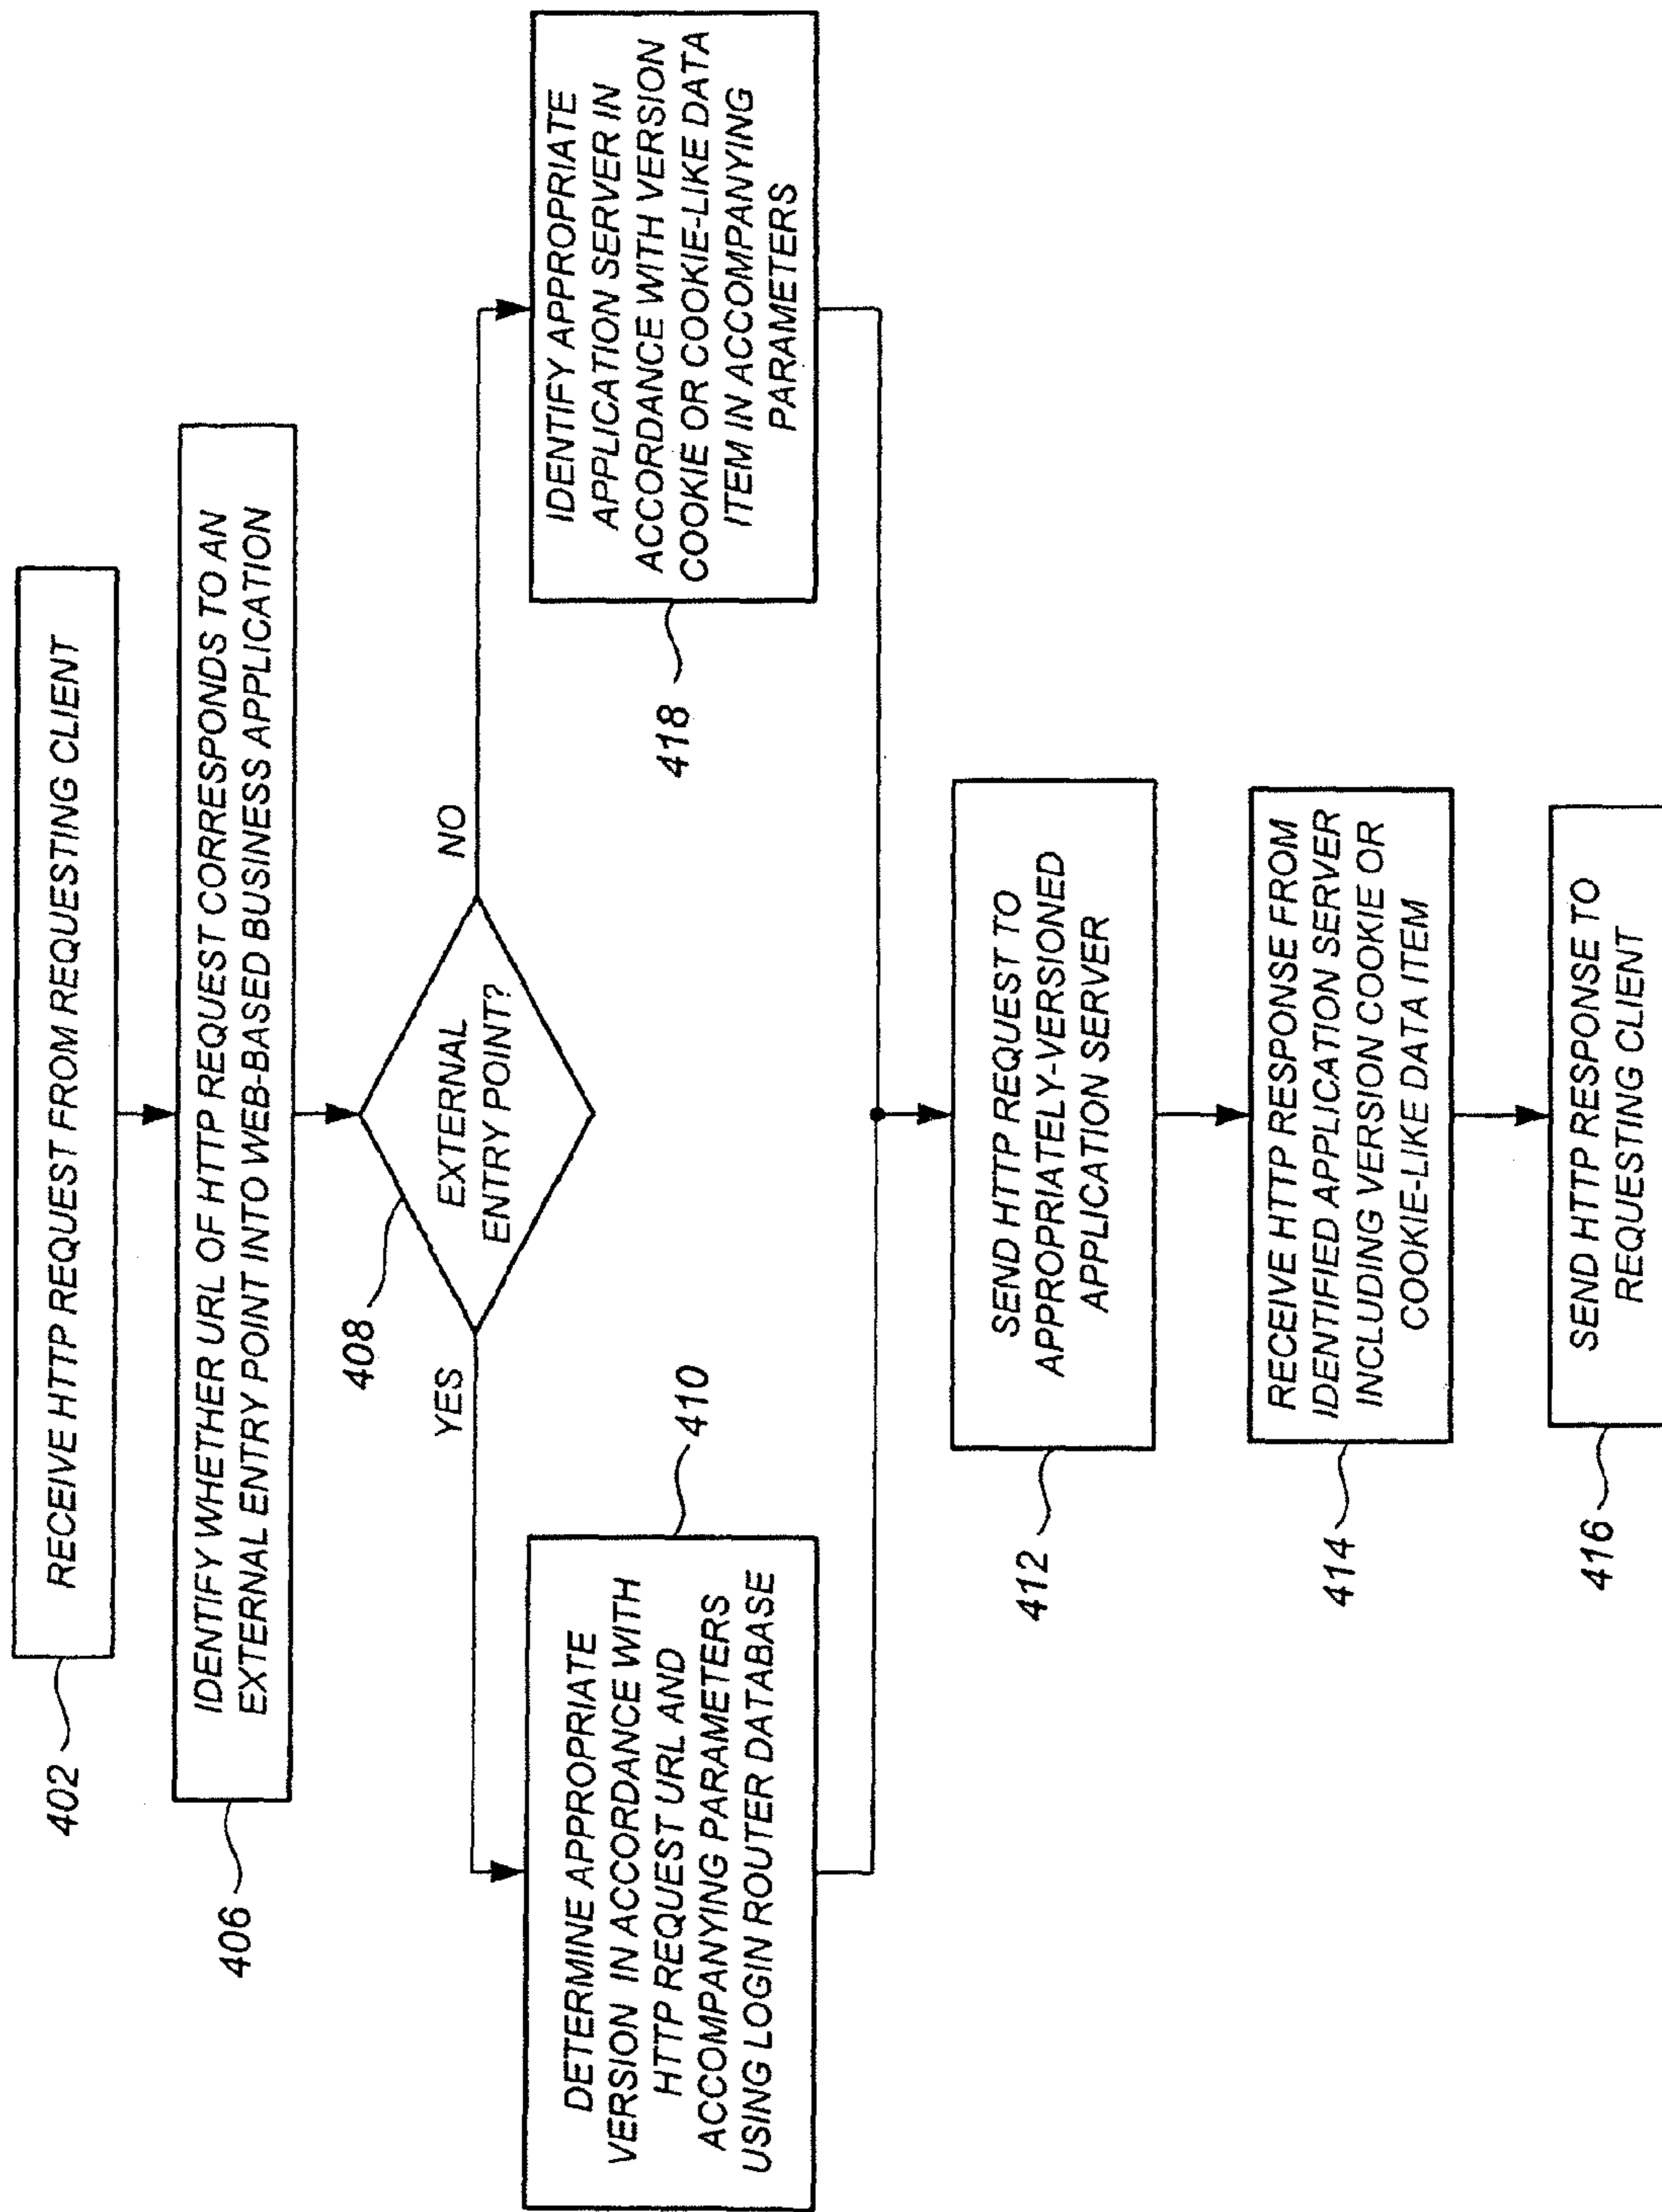 402
RECEIVE HTTP REQUEST FROM REQUESTING CLIENT
406
IDENTIFY WHETHER URL OF HTTP REQUEST CORRESPONDS TO AN
EXTERNAL ENTRY POINT INTO WEB-BASED BUSINESS APPLICATION
408
EXTERNAL
ENTRY POINT?
YES
NO
410
DETERMINE APPROPRIATE
VERSION IN ACCORDANCE WITH
HTTP REQUEST URL AND
ACCOMPANYING PARAMETERS
USING LOGIN ROUTER DATABASE
418
IDENTIFY APPROPRIATE
APPLICATION SERVER IN
ACCORDANCE WITH VERSION
COOKIE OR COOKIE-LIKE DATA
ITEM IN ACCOMPANYING
PARAMETERS
412
SEND HTTP REQUEST TO
APPROPRIATELY-VERSIONED
APPLICATION SERVER
414
RECEIVE HTTP RESPONSE FROM
IDENTIFIED APPLICATION SERVER
INCLUDING VERSION COOKIE OR
COOKIE-LIKE DATA ITEM
416
SEND HTTP RESPONSE TO
REQUESTING CLIENT